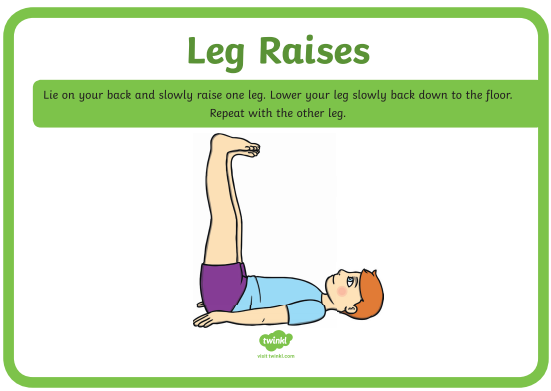 Leg Raises
Lie on your back and slowly raise one leg. Lower your leg slowly back down to the floor.
Repeat with the other leg.
twinkl
visit twinkl.com